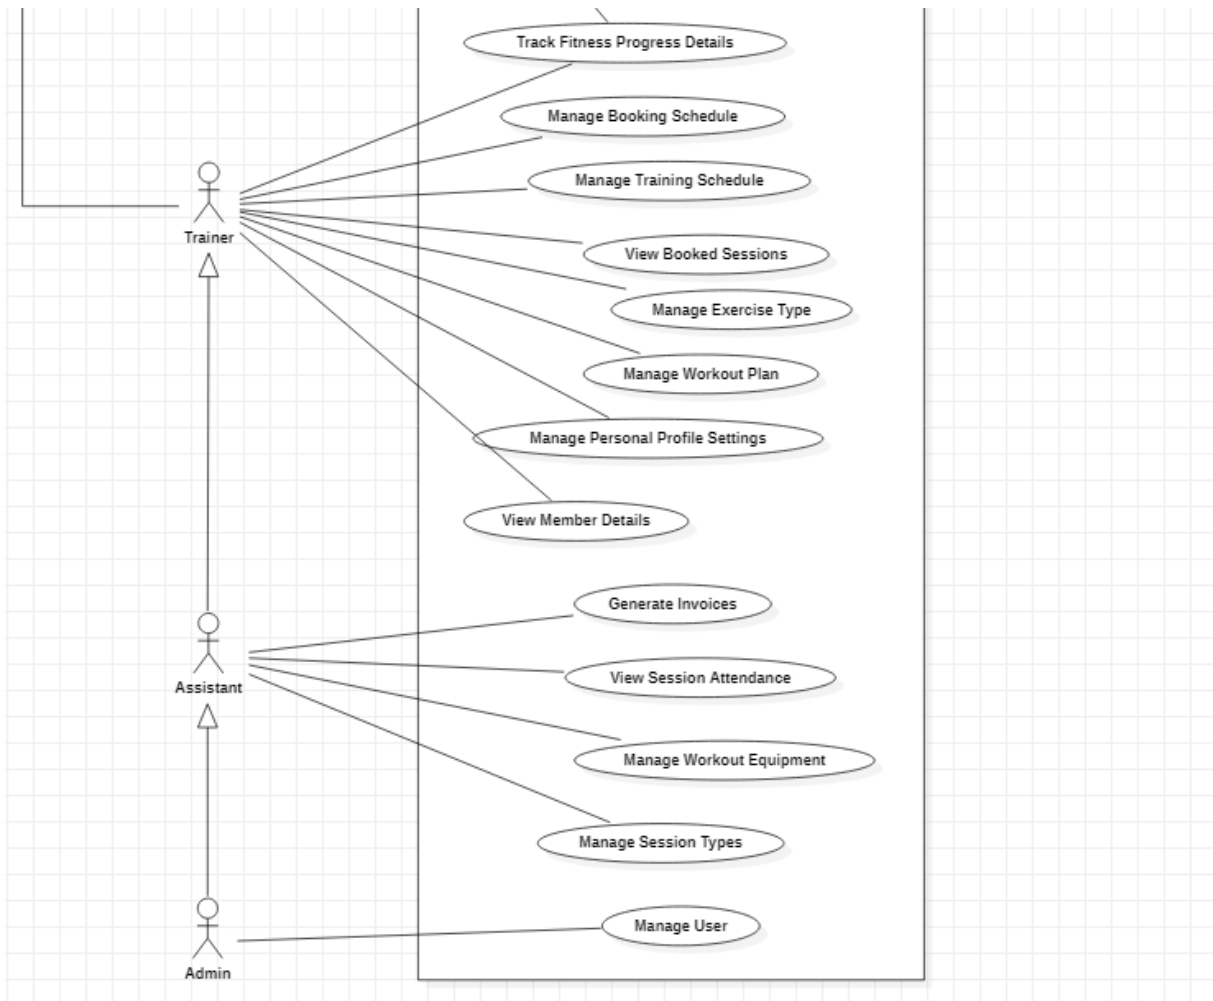 Track Fitness Progress Details
Manage Booking Schedule
Manage Training Schedule
Trainer
View Booked Sessions
Manage Exercise Type
Manage Workout Plan
Manage Personal Profile Settings
View Member Details
Generate Invoices
View Session Attendance
Assistant
Manage Workout Equipment
Manage Session Types
Manage User
Admin